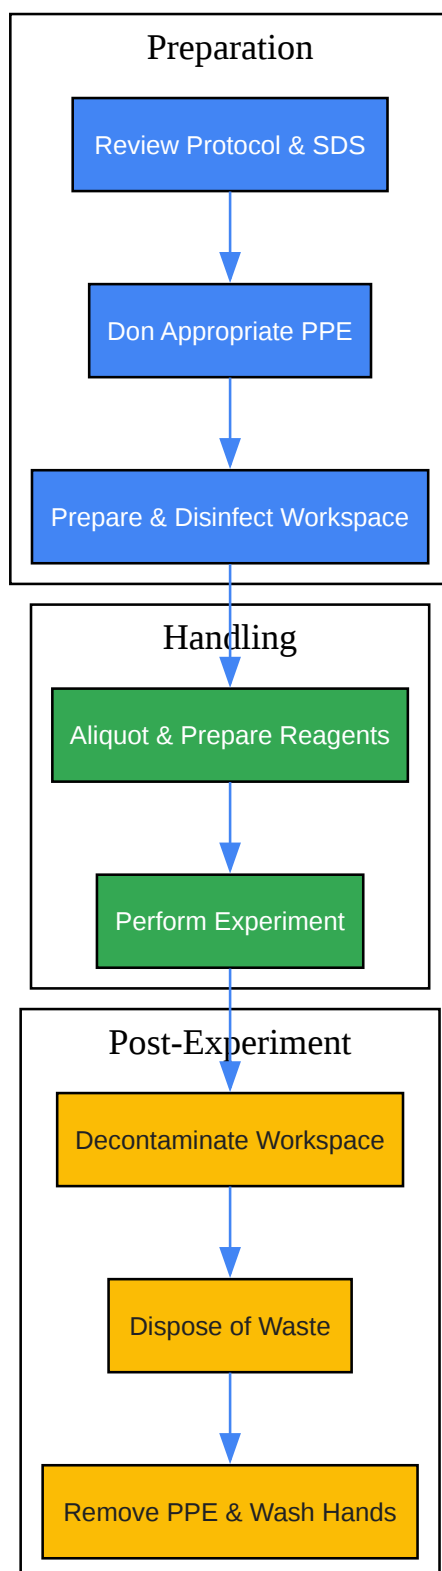 Preparation
Review Protocol & SDS
Don Appropriate PPE
Prepare & Disinfect Workspace
Handling
Aliquot & Prepare Reagents
Perform Experiment
Post-Experiment
Decontaminate Workspace
Dispose of Waste
Remove PPE & Wash Hands